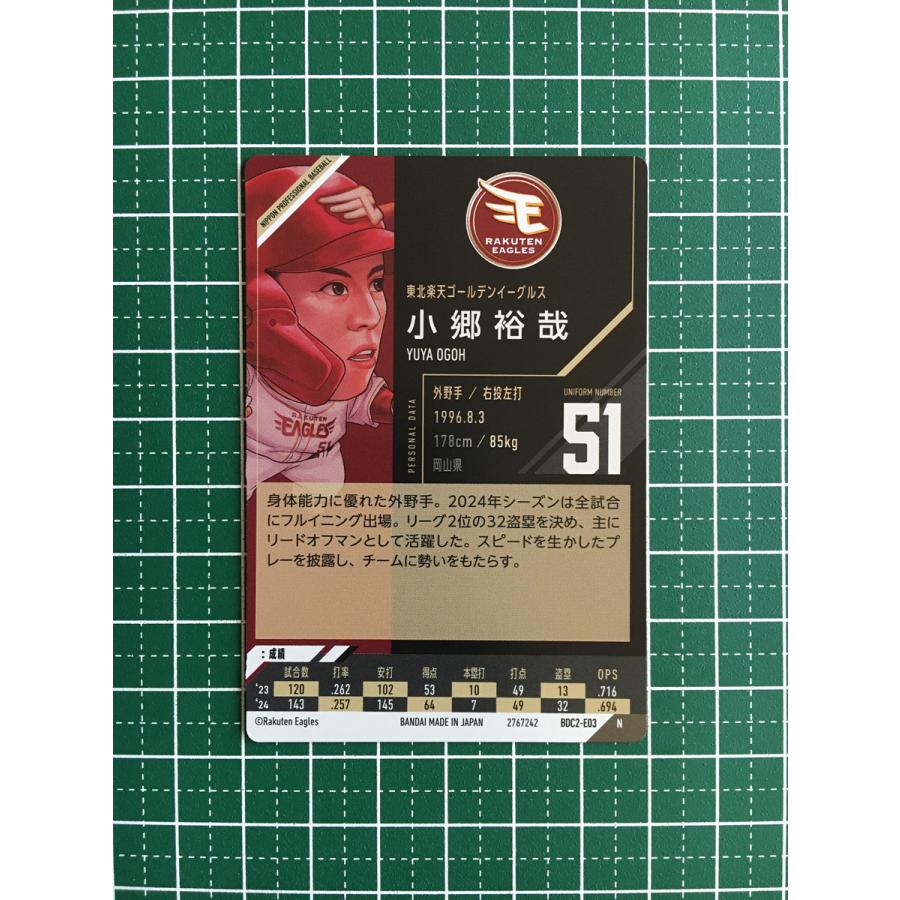 NIPPON PROFESSIONAL BASEBALL
E
RAKUTEN
EAGLES
東北楽天ゴールデンイーグルス
小郷裕哉
YUYA OGOH
PERSONAL DATA
外野手 / 右投左打
1996.8.3
178cm / 85kg
岡山県
UNIFORM NUMBER
51
RAKUTEN
EAGLES
51
身体能力に優れた外野手。2024年シーズンは全試合
にフルイニング出場。リーグ2位の32盗塁を決め、主に
リードオフマンとして活躍した。スピードを生かしたプ
レーを披露し、チームに勢いをもたらす。
:成績
試合数 打率 安打 得点 本塁打 打点 盗塁 OPS
'23 120 .262 102 53 10 49 13 .716
'24 143 .257 145 64 7 49 32 .694
©Rakuten Eagles BANDAI MADE IN JAPAN 2767242 BDC2-E03 N